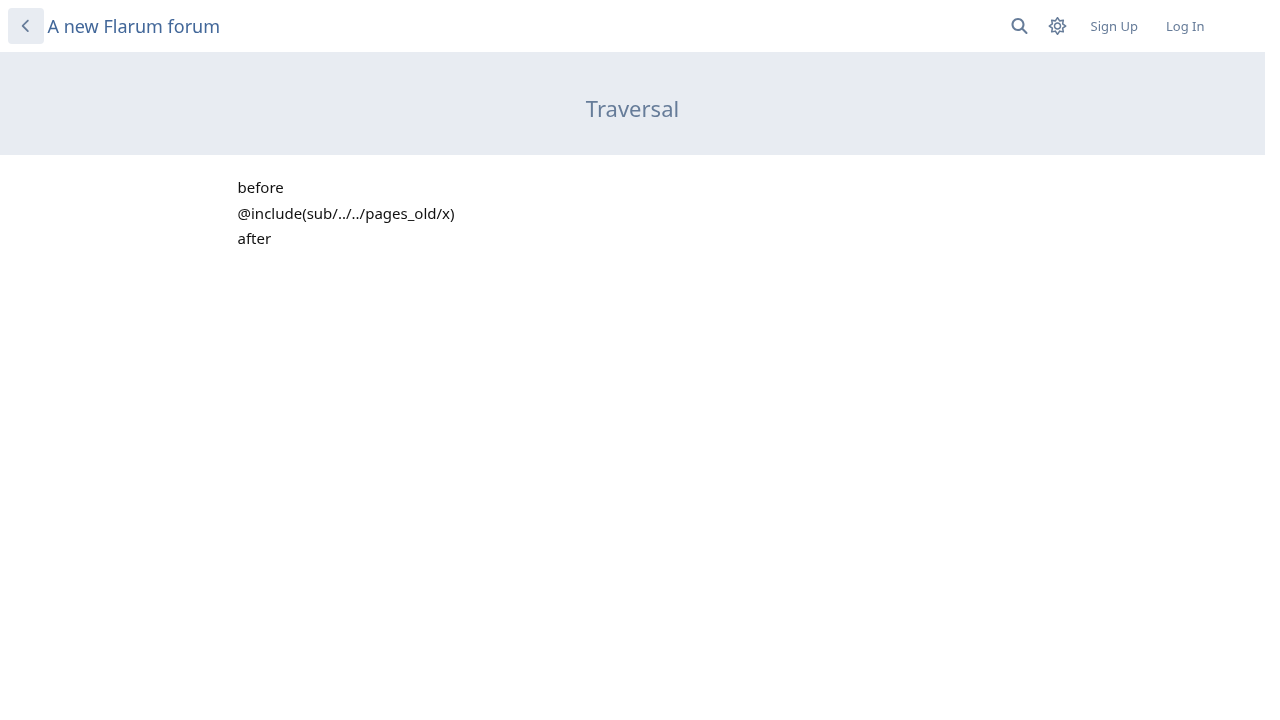 A new Flarum forum
Sign Up
Log In
Traversal
before
@include(sub/../../pages_old/x)
after